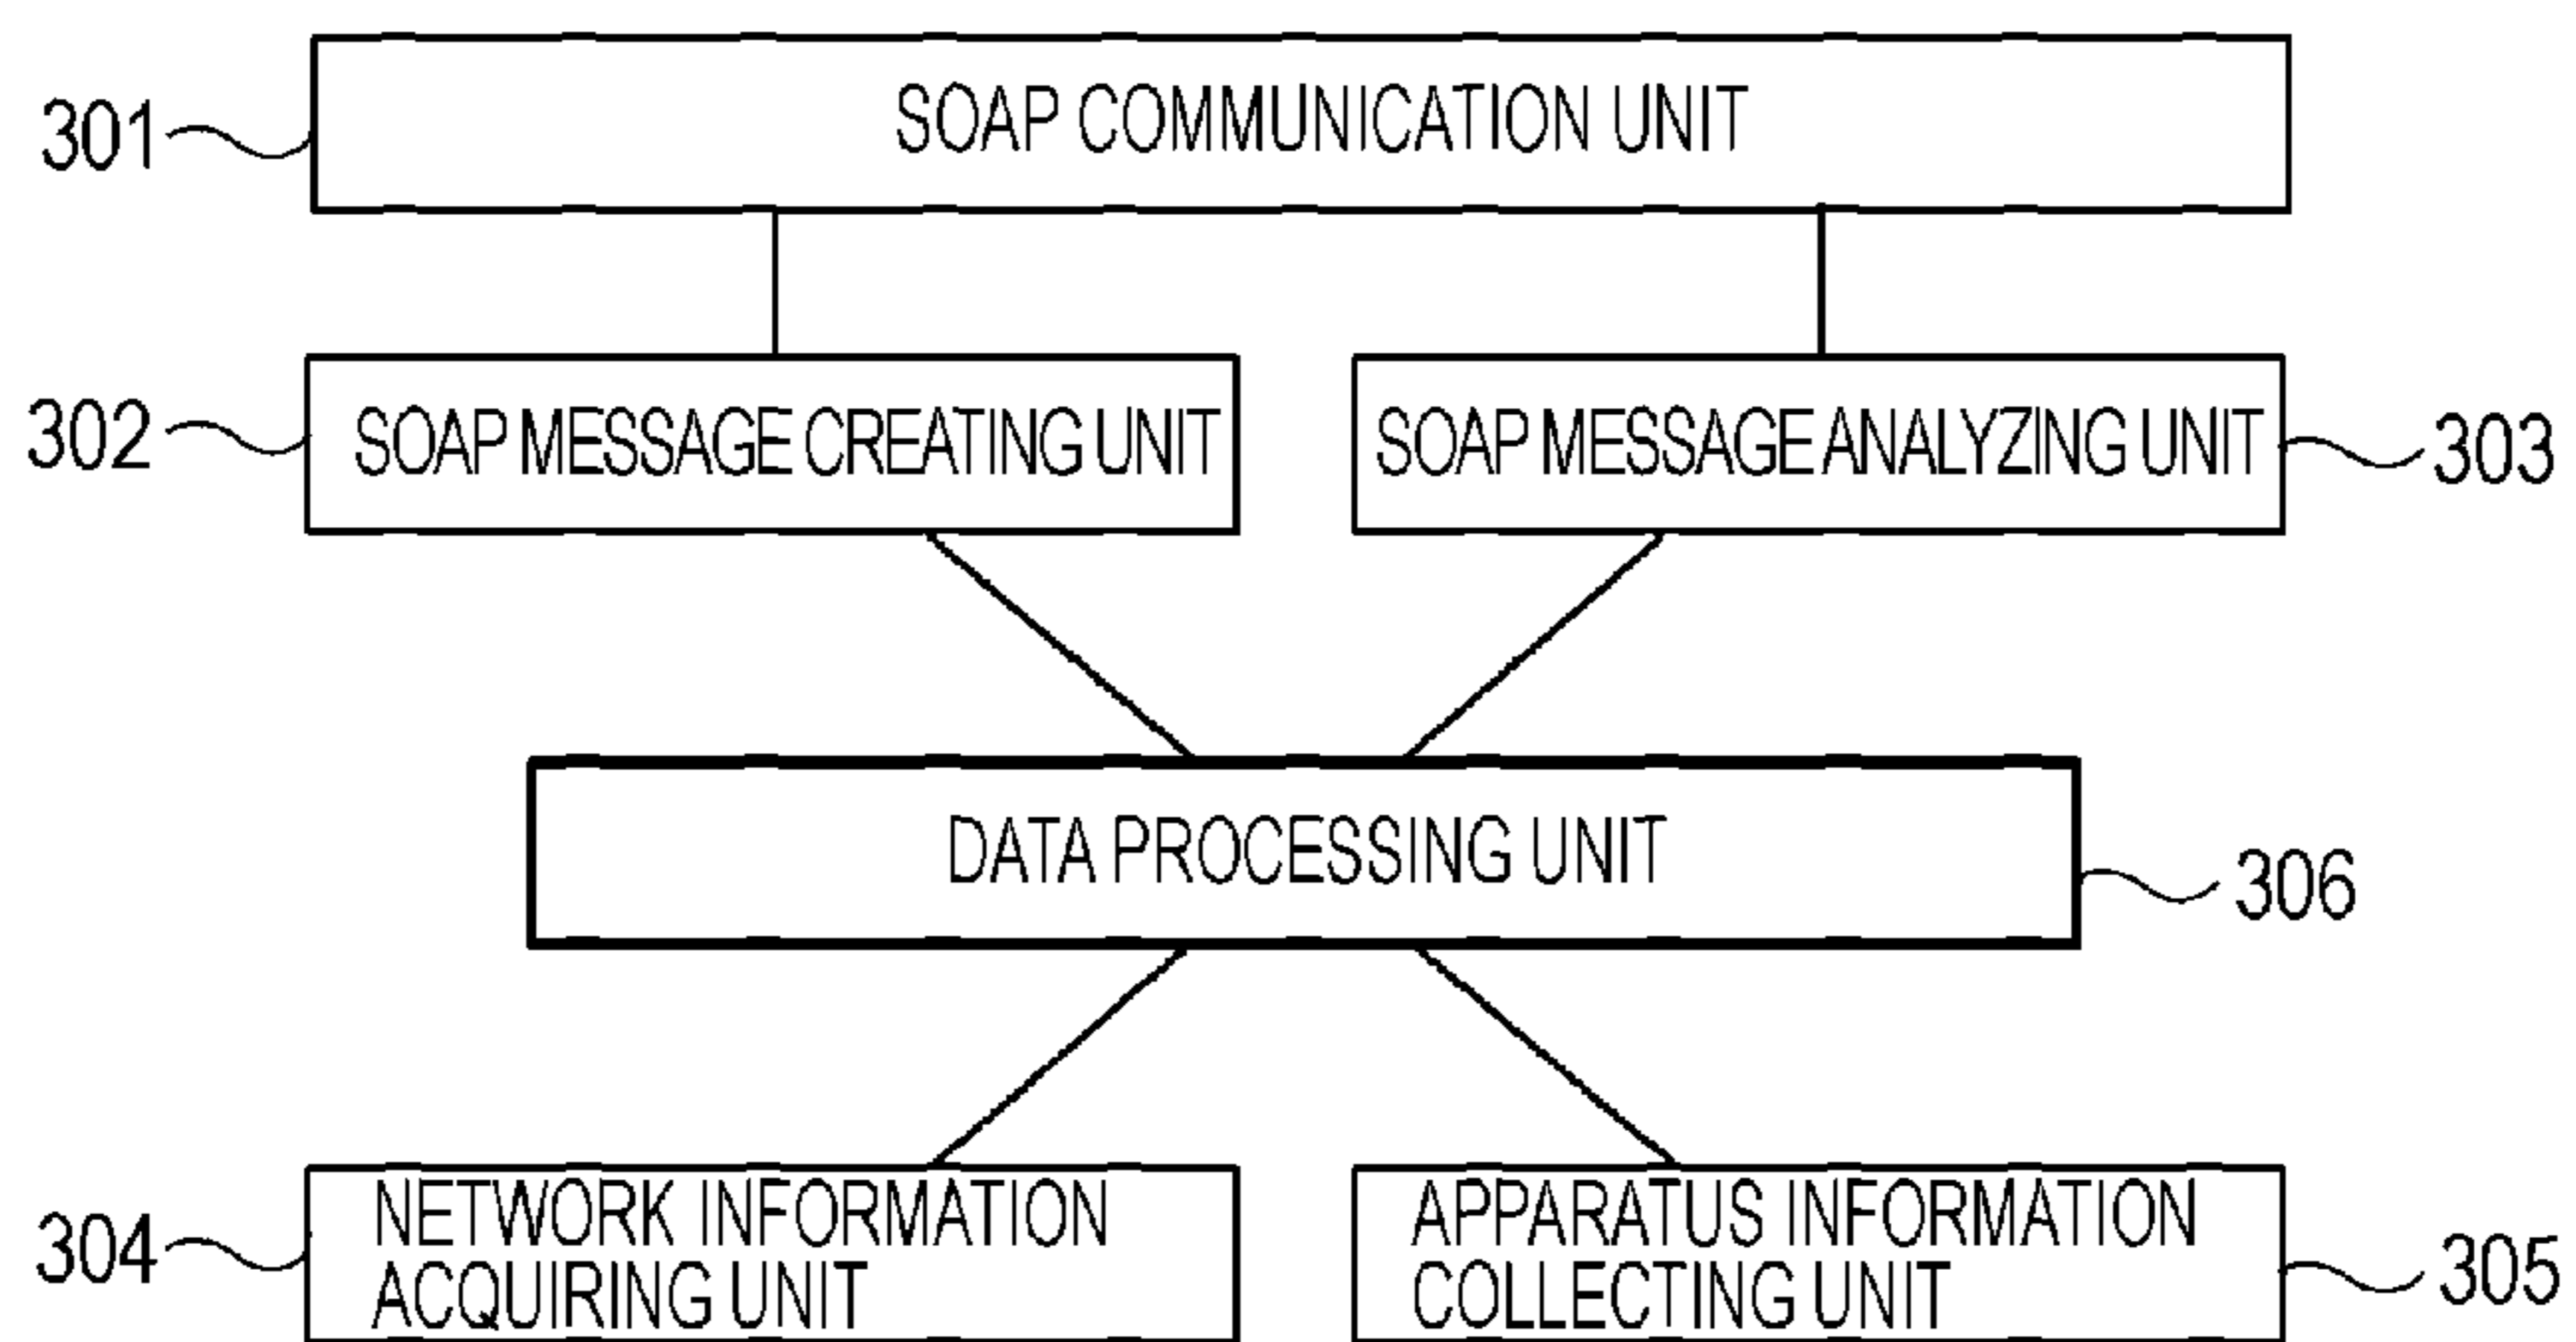 SOAP COMMUNICATION UNIT
301
302
SOAP MESSAGE CREATING UNIT
SOAP MESSAGE ANALYZING UNIT
303
DATA PROCESSING UNIT
306
304
NETWORK INFORMATION
ACQUIRING UNIT
APPARATUS INFORMATION
COLLECTING UNIT
305